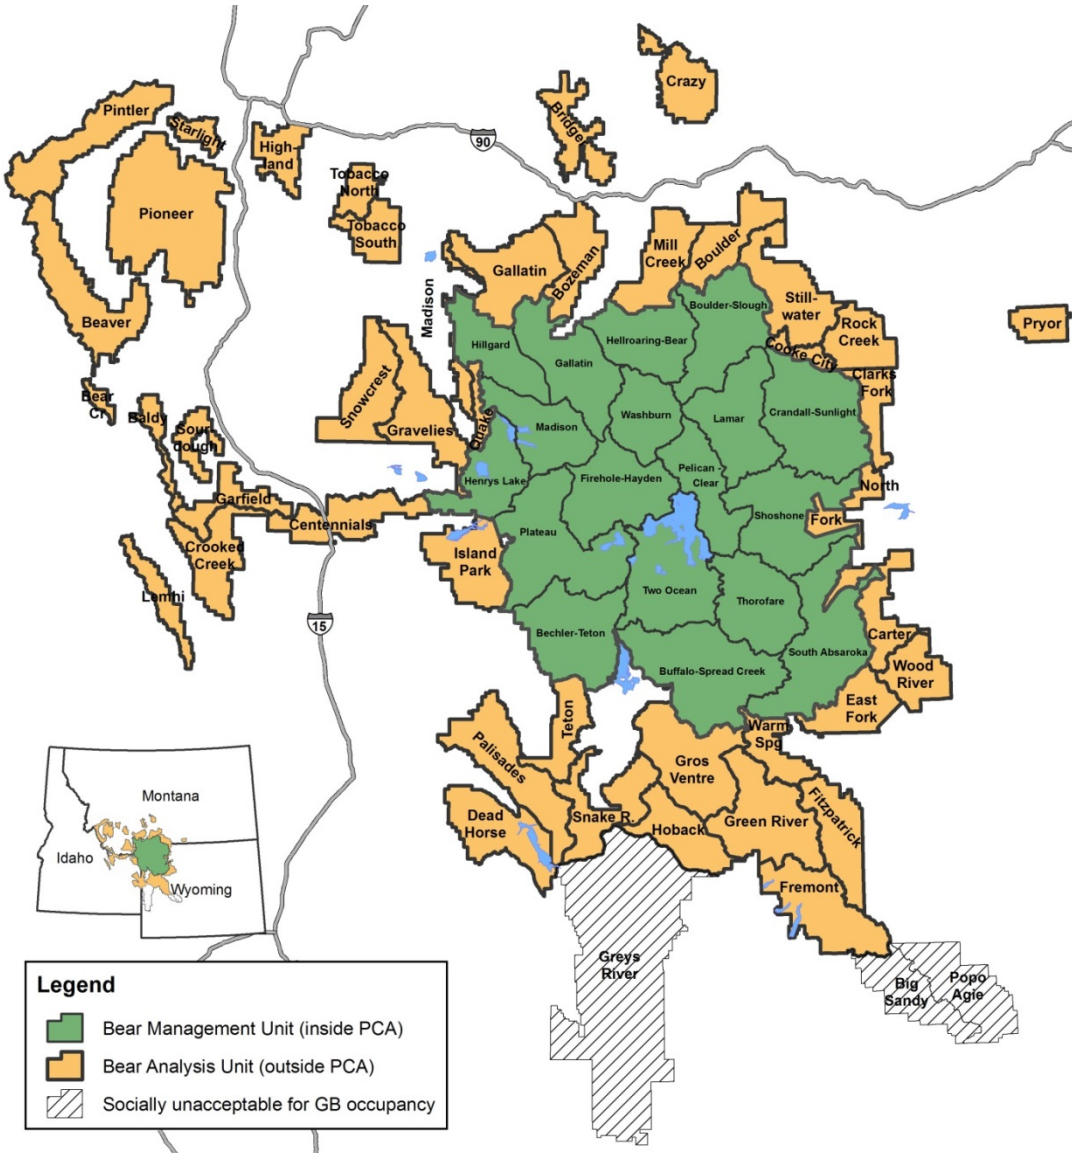 Crazy
Pintler
Starlight
Bridger
90
High-
land
Tobacco
North
Pioneer
Tobacco
South
Mill
Creek
Boulder
Gallatin
Bozeman
Madison
Boulder-Slough
Still-
water
Beaver
Rock
Creek
Pryor
Hillgard
Hellroaring-Bear
Gallatin
Cooke City
Clarks
Fork
Snowcrest
Bear
Cr
Baldy
Sour-
dough
Gravelies
Quake
Madison
Washburn
Lamar
Crandall-Sunlight
Henrys Lake
Firehole-Hayden
Pelican -
Clear
North
Fork
Garfield
Centennials
Plateau
Shoshone
Crooked
Creek
Island
Park
Lemhi
Two Ocean
Thorofare
15
Bechler-Teton
Carter
South Absaroka
Buffalo-Spread Creek
Wood
River
East
Fork
Teton
Warm
Spg
Palisades
Gros
Ventre
Fitzpatrick
Dead
Horse
Snake R.
Hoback
Green River
Fremont
Montana
Idaho
Wyoming
Greys
River
Big
Sandy
Popo
Agie
Legend
Bear Management Unit (inside PCA)
Bear Analysis Unit (outside PCA)
Socially unacceptable for GB occupancy